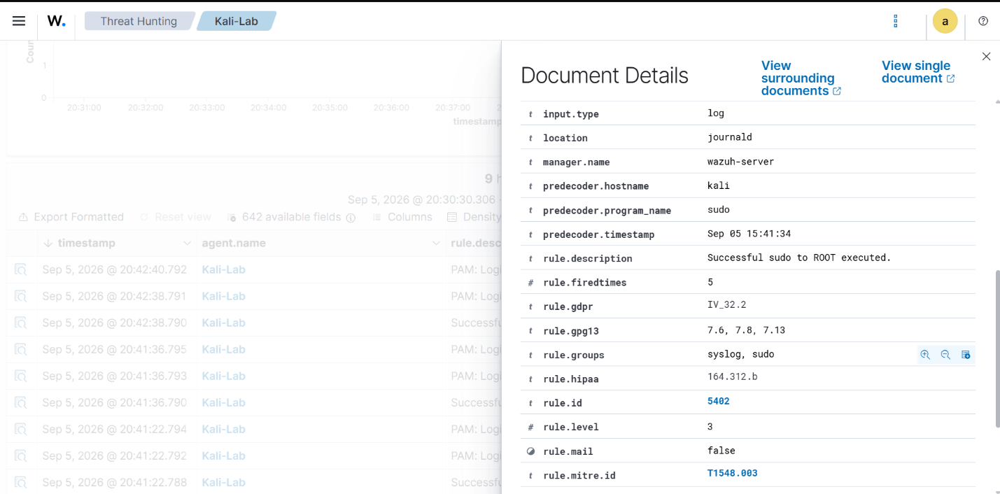 W.
Threat Hunting
Kali-Lab
a
1
0
20:31:00 20:32:00 20:33:00 20:34:00 20:35:00 20:36:00 20:37:00
timestamp
9
Sep 5, 2026 @ 20:30:30.306 -
Export Formatted Reset view 642 available fields Columns Density
timestamp agent.name rule.desc
Sep 5, 2026 @ 20:42:40.792 Kali-Lab PAM: Logi
Sep 5, 2026 @ 20:42:38.791 Kali-Lab PAM: Logi
Sep 5, 2026 @ 20:42:38.790 Kali-Lab Successfu
Sep 5, 2026 @ 20:41:36.795 Kali-Lab PAM: Logi
Sep 5, 2026 @ 20:41:36.793 Kali-Lab PAM: Logi
Sep 5, 2026 @ 20:41:36.790 Kali-Lab Successfu
Sep 5, 2026 @ 20:41:22.794 Kali-Lab PAM: Logi
Sep 5, 2026 @ 20:41:22.792 Kali-Lab PAM: Logi
Sep 5, 2026 @ 20:41:22.788 Kali-Lab Successfu
Document Details
View surrounding documents
View single document
t input.type log
t location journald
t manager.name wazuh-server
t predecoder.hostname kali
t predecoder.program_name sudo
t predecoder.timestamp Sep 05 15:41:34
t rule.description Successful sudo to ROOT executed.
# rule.firedtimes 5
t rule.gdpr IV_32.2
t rule.gpg13 7.6, 7.8, 7.13
t rule.groups syslog, sudo
t rule.hipaa 164.312.b
t rule.id 5402
# rule.level 3
rule.mail false
t rule.mitre.id T1548.003